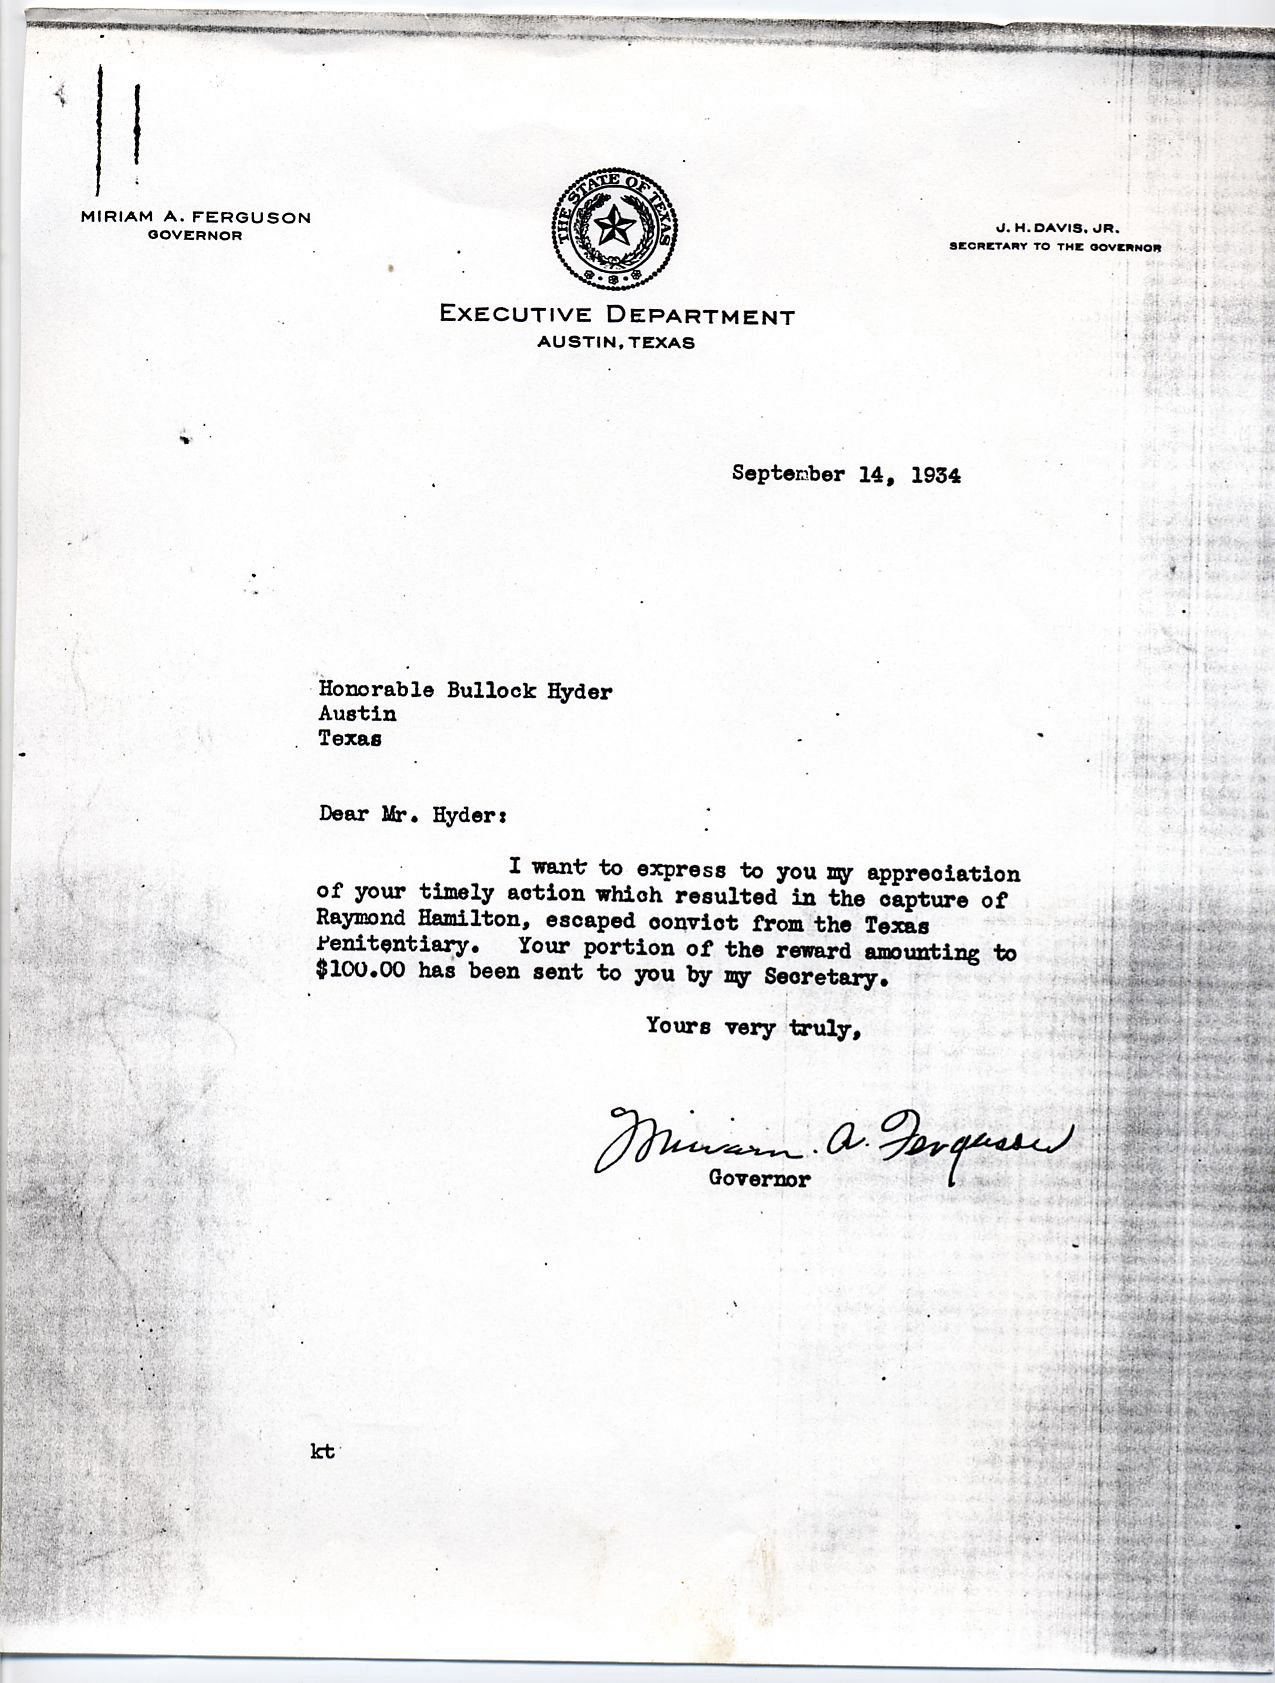 MIRIAM A. FERGUSON
GOVERNOR
THE STATE OF TEXAS
J. H. DAVIS, JR.
SECRETARY TO THE GOVERNOR
EXECUTIVE DEPARTMENT
AUSTIN, TEXAS
September 14, 1934
Honorable Bullock Hyder
Austin
Texas
Dear Mr. Hyder:
I want to express to you my appreciation
of your timely action which resulted in the capture of
Raymond Hamilton, escaped convict from the Texas
Penitentiary. Your portion of the reward amounting to
$100.00 has been sent to you by my Secretary.
Yours very truly,
Miriam A. Ferguson
Governor
kt